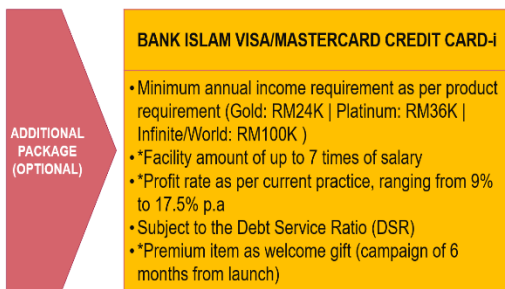 ADDITIONAL
PACKAGE
(OPTIONAL)
BANK ISLAM VISA/MASTERCARD CREDIT CARD-i
• Minimum annual income requirement as per product
requirement (Gold: RM24K | Platinum: RM36K |
Infinite/World: RM100K )
• *Facility amount of up to 7 times of salary
• *Profit rate as per current practice, ranging from 9%
to 17.5% p.a
• Subject to the Debt Service Ratio (DSR)
• *Premium item as welcome gift (campaign of 6
months from launch)